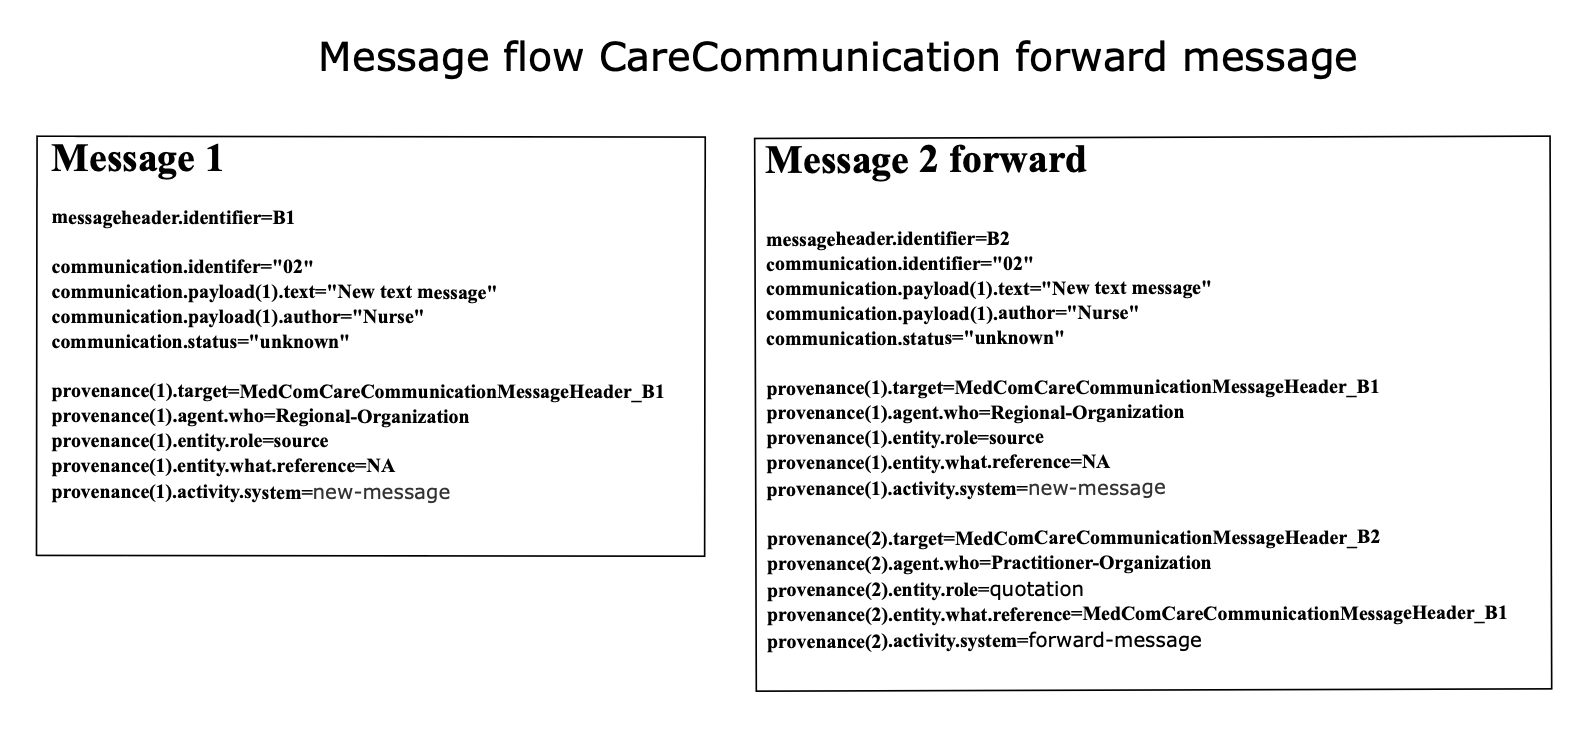 Message flow CareCommunication forward message
Message 1
messageheader.identifier=B1
communication.identifer="02"
communication.payload(1).text="New text message"
communication.payload(1).author="Nurse"
communication.status="unknown"
provenance(1).target=MedComCareCommunicationMessageHeader_B1
provenance(1).agent.who=Regional-Organization
provenance(1).entity.role=source
provenance(1).entity.what.reference=NA
provenance(1).activity.system=new-message
Message 2 forward
messageheader.identifier=B2
communication.identifier="02"
communication.payload(1).text="New text message"
communication.payload(1).author="Nurse"
communication.status="unknown"
provenance(1).target=MedComCareCommunicationMessageHeader_B1
provenance(1).agent.who=Regional-Organization
provenance(1).entity.role=source
provenance(1).entity.what.reference=NA
provenance(1).activity.system=new-message
provenance(2).target=MedComCareCommunicationMessageHeader_B2
provenance(2).agent.who=Practitioner-Organization
provenance(2).entity.role=quotation
provenance(2).entity.what.reference=MedComCareCommunicationMessageHeader_B1
provenance(2).activity.system=forward-message